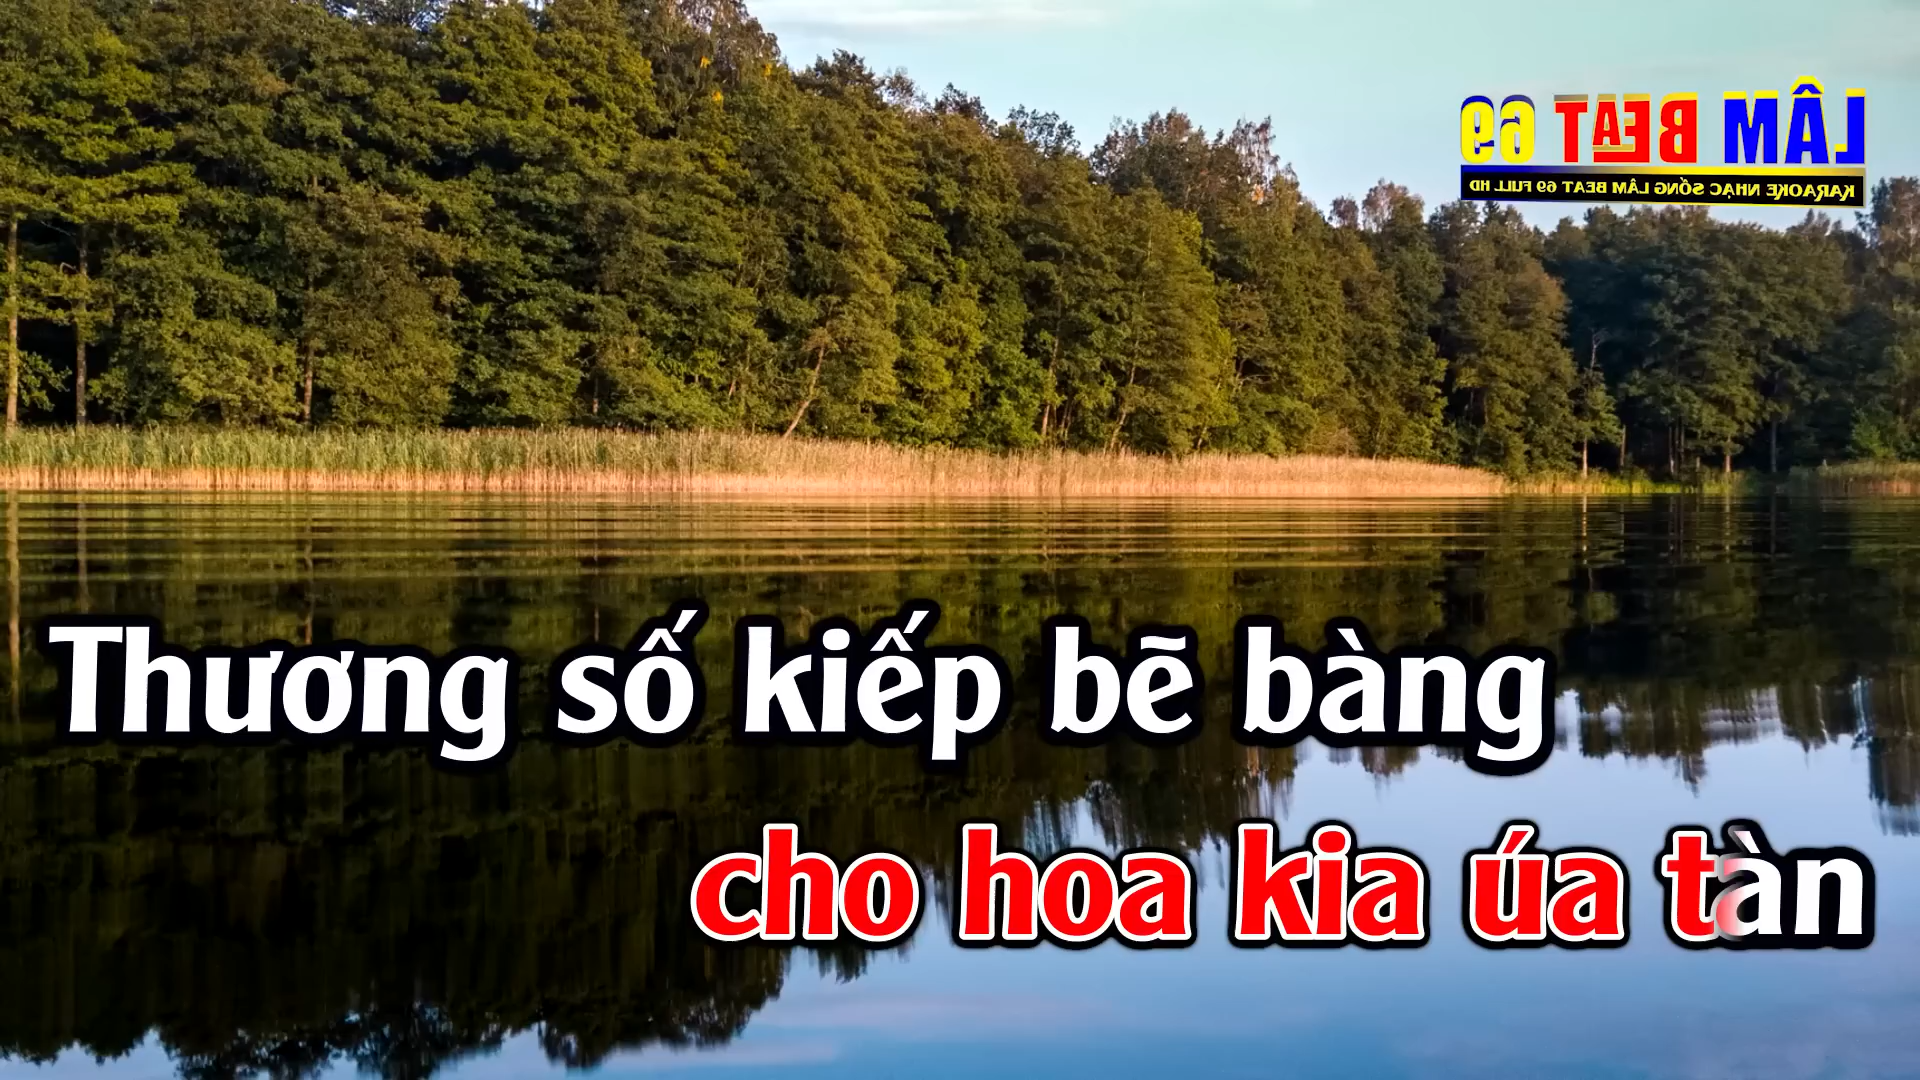 LÂM BEAT 69
KARAOKE NHẠC SỐNG LÂM BEAT 69 FULL HD
Thương số kiếp bẽ bàng
cho hoa kia úa tàn